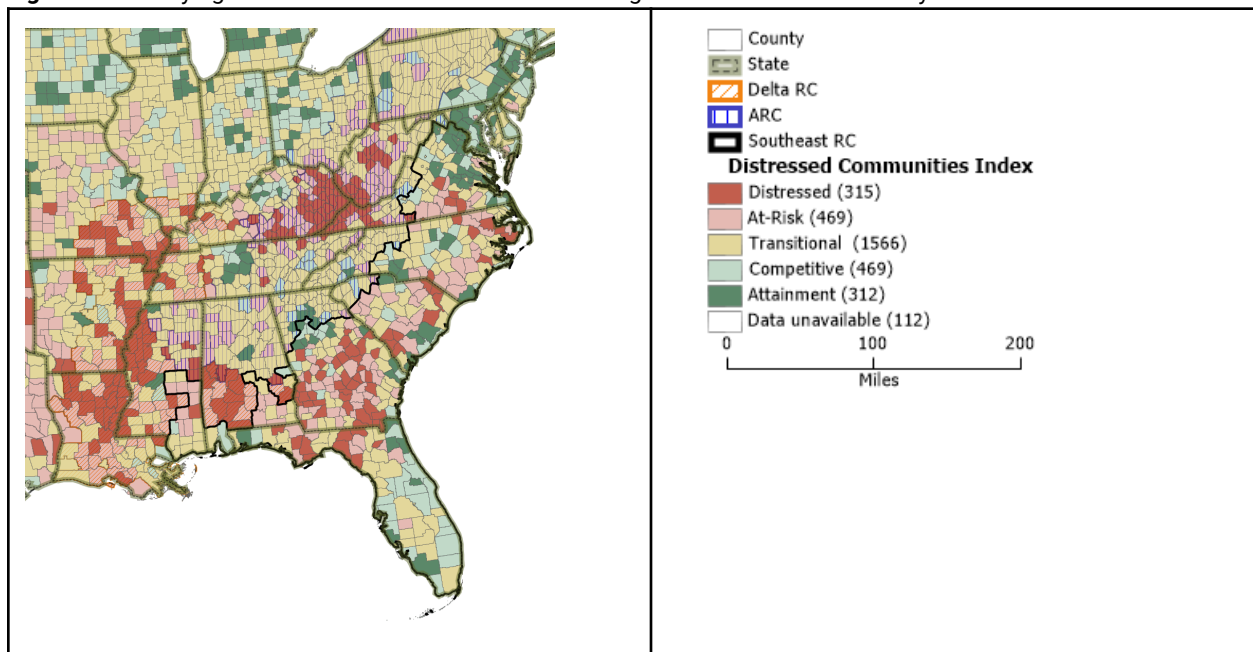 County
State
Delta RC
ARC
Southeast RC
Distressed Communities Index
Distressed (315)
At-Risk (469)
Transitional (1566)
Competitive (469)
Attainment (312)
Data unavailable (112)
0 100 200
Miles